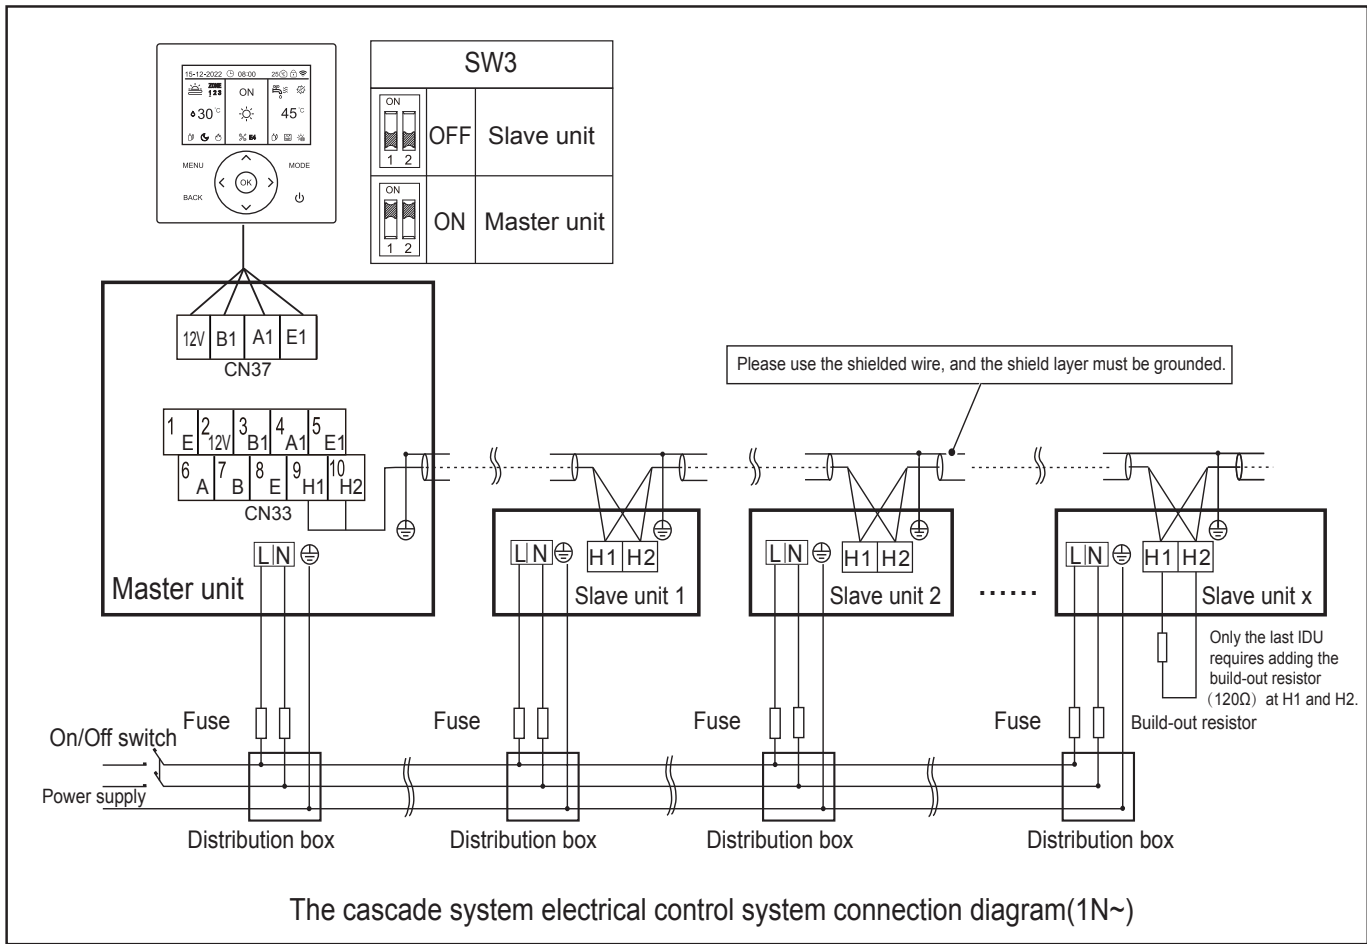 15-12-2022 08:00 25℃
ZONE
1 2 3
ON
30 °C
45 °C
E4
MENU
MODE
OK
BACK
SW3
ON
1 2
OFF
Slave unit
ON
1 2
ON
Master unit
12V B1 A1 E1
CN37
Please use the shielded wire, and the shield layer must be grounded.
1 E 2 12V 3 B1 4 A1 5 E1
6 A 7 B 8 E 9 H1 10 H2
CN33
L N
Master unit
L N
H1 H2
Slave unit 1
L N
H1 H2
Slave unit 2
......
L N
H1 H2
Slave unit x
Only the last IDU
requires adding the
build-out resistor
(120Ω) at H1 and H2.
Build-out resistor
Fuse
Fuse
Fuse
Fuse
On/Off switch
Power supply
Distribution box
Distribution box
Distribution box
Distribution box
The cascade system electrical control system connection diagram(1N~)